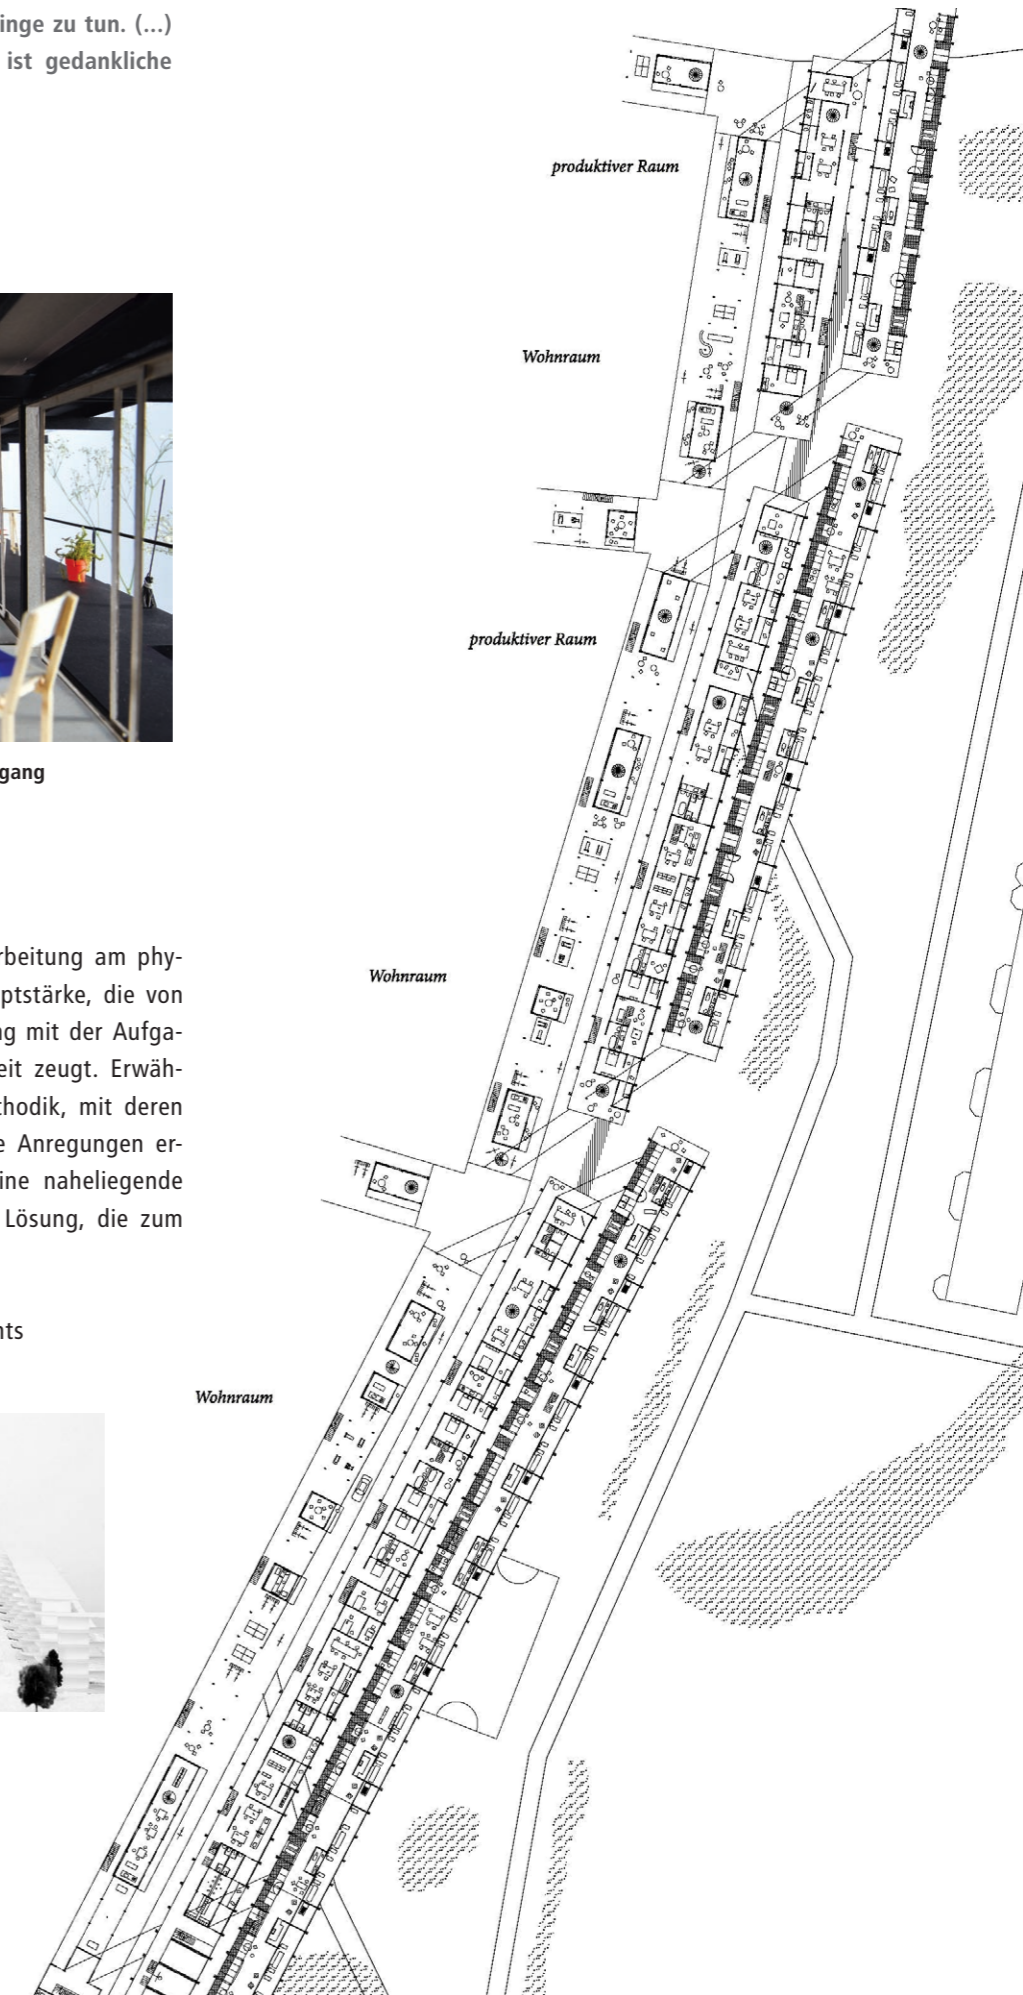 inge zu tun. (...)
ist gedankliche
produktiver Raum
Wohnraum
produktiver Raum
gang
rbeitung am phy-
ptstärke, die von
ng mit der Aufga-
eit zeugt. Erwäh-
thodik, mit deren
e Anregungen er-
ine naheliegende
Lösung, die zum
nts
Wohnraum
Wohnraum